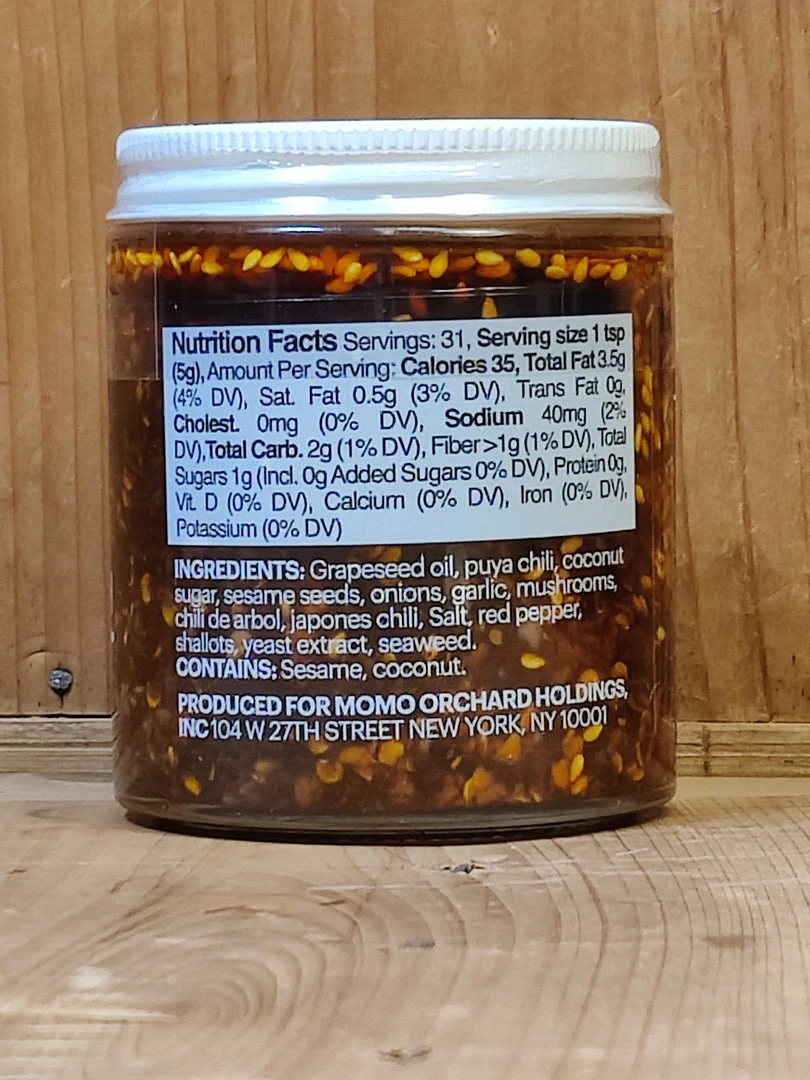 Nutrition Facts Servings: 31, Serving size 1 tsp
(5g), Amount Per Serving: Calories 35, Total Fat 3.5g
(4% DV), Sat. Fat 0.5g (3% DV), Trans Fat 0g,
Cholest. 0mg (0% DV), Sodium 40mg (2%
DV),Total Carb. 2g (1% DV), Fiber>1g (1% DV), Total
Sugars 1g (Incl. 0g Added Sugars 0% DV), Protein 0g,
Vit. D (0% DV), Calcium (0% DV), Iron (0% DV),
Potassium (0% DV)
INGREDIENTS: Grapeseed oil, puya chili, coconut
sugar, sesame seeds, onions, garlic, mushrooms,
chili de arbol, japones chili, Salt, red pepper,
shallots, yeast extract, seaweed.
CONTAINS: Sesame, coconut.
PRODUCED FOR MOMO ORCHARD HOLDINGS,
INC 104 W 27TH STREET NEW YORK, NY 10001